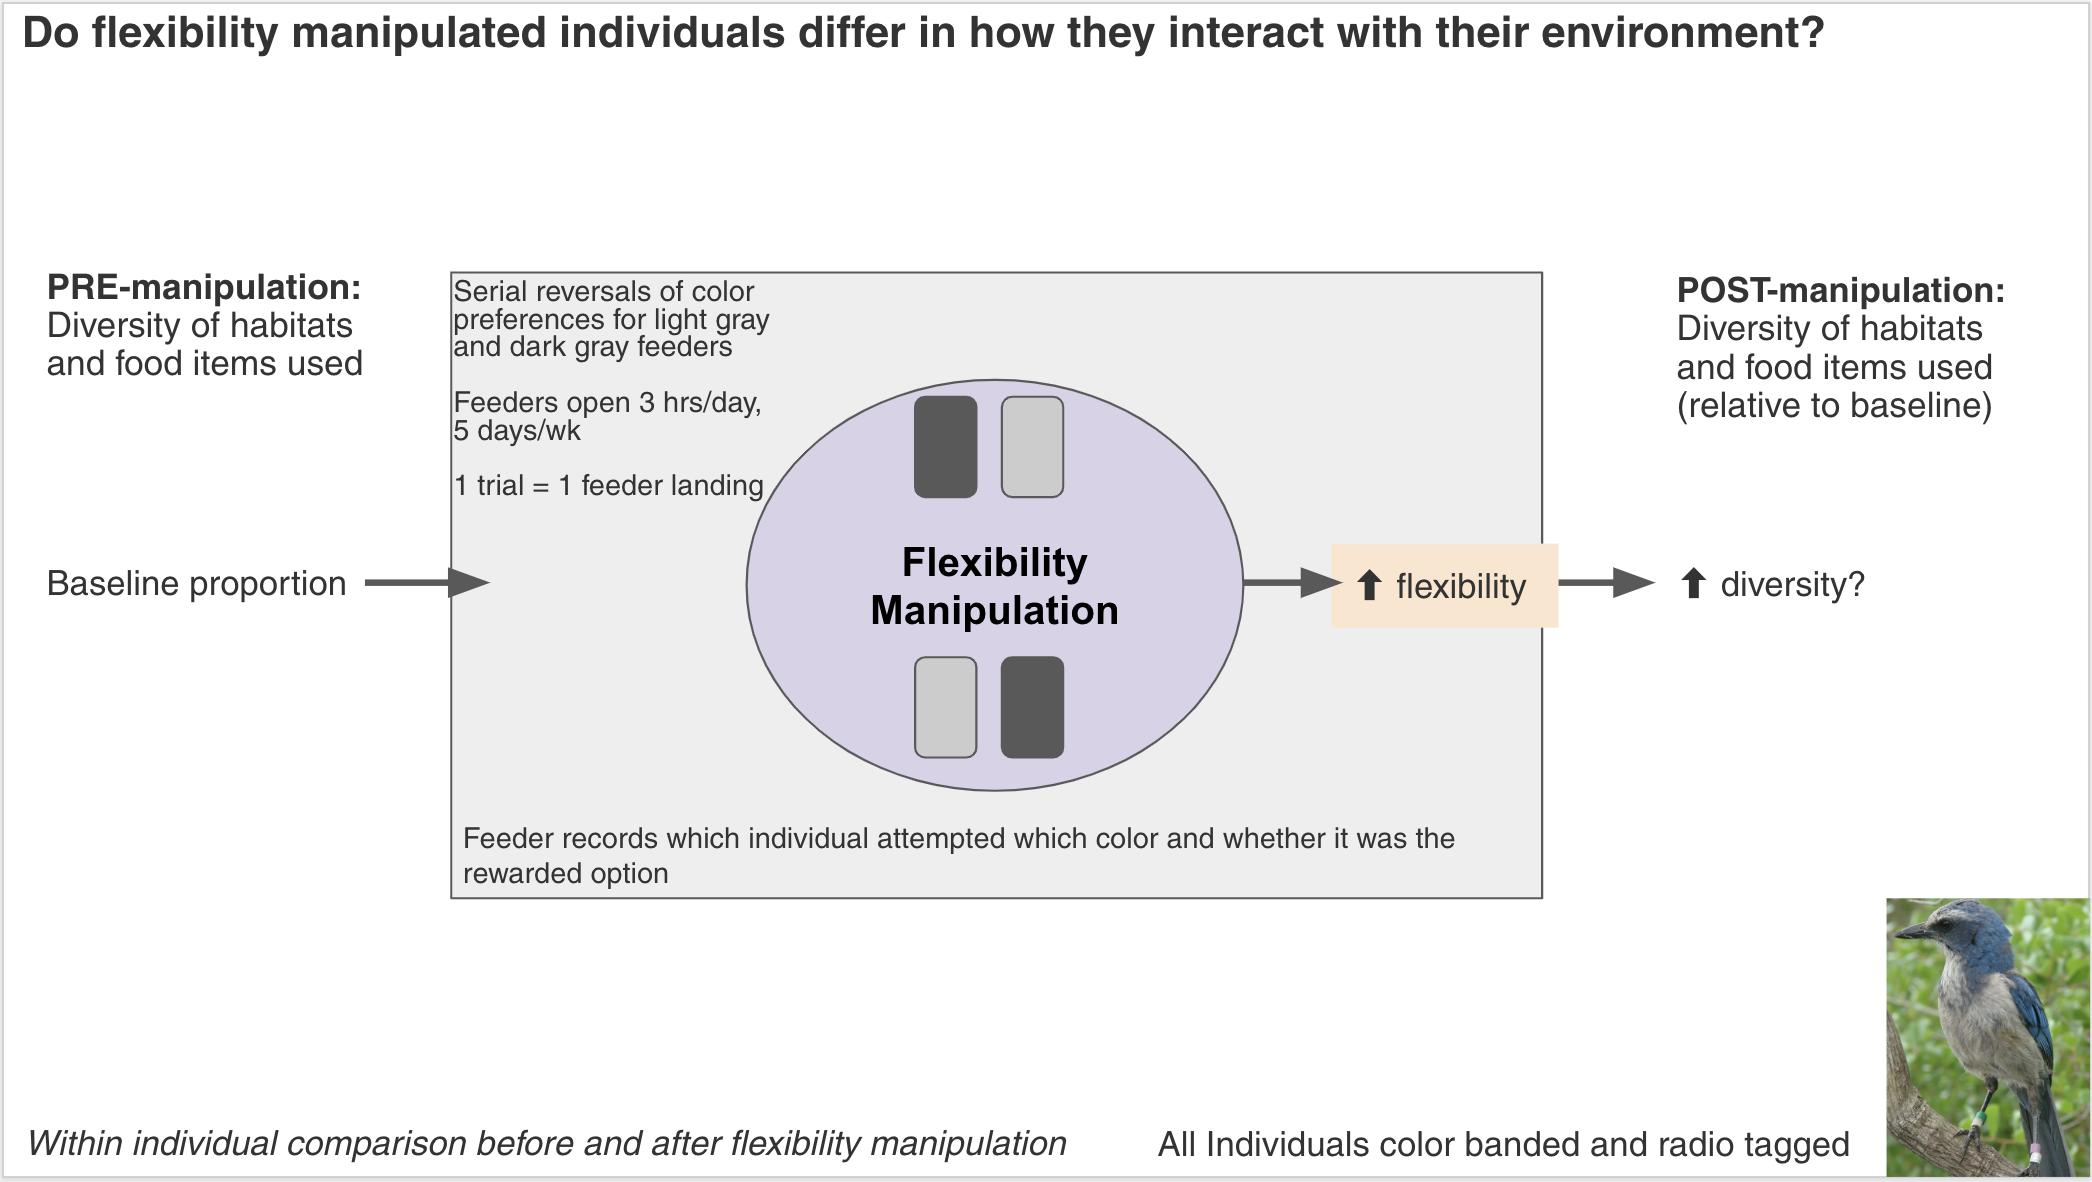 Do flexibility manipulated individuals differ in how they interact with their environment?
PRE-manipulation:
Diversity of habitats
and food items used
Baseline proportion
Serial reversals of color
preferences for light gray
and dark gray feeders
Feeders open 3 hrs/day,
5 days/wk
1 trial = 1 feeder landing
Flexibility
Manipulation
Feeder records which individual attempted which color and whether it was the
rewarded option
⬆ flexibility
POST-manipulation:
Diversity of habitats
and food items used
(relative to baseline)
⬆ diversity?
Within individual comparison before and after flexibility manipulation
All Individuals color banded and radio tagged